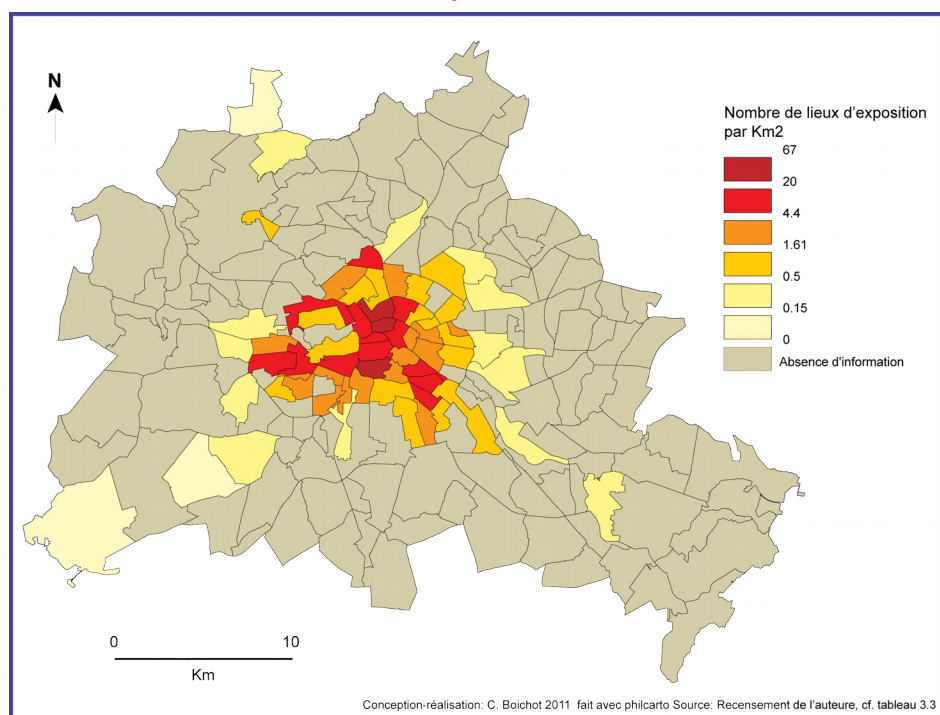 N
Nombre de lieux d'exposition
par Km2
67
20
4.4
1.61
0.5
0.15
0
Absence d'information
0 10
Km
Conception-réalisation: C. Boichot 2011 fait avec philcarto Source: Recensement de l'auteure, cf. tableau 3.3